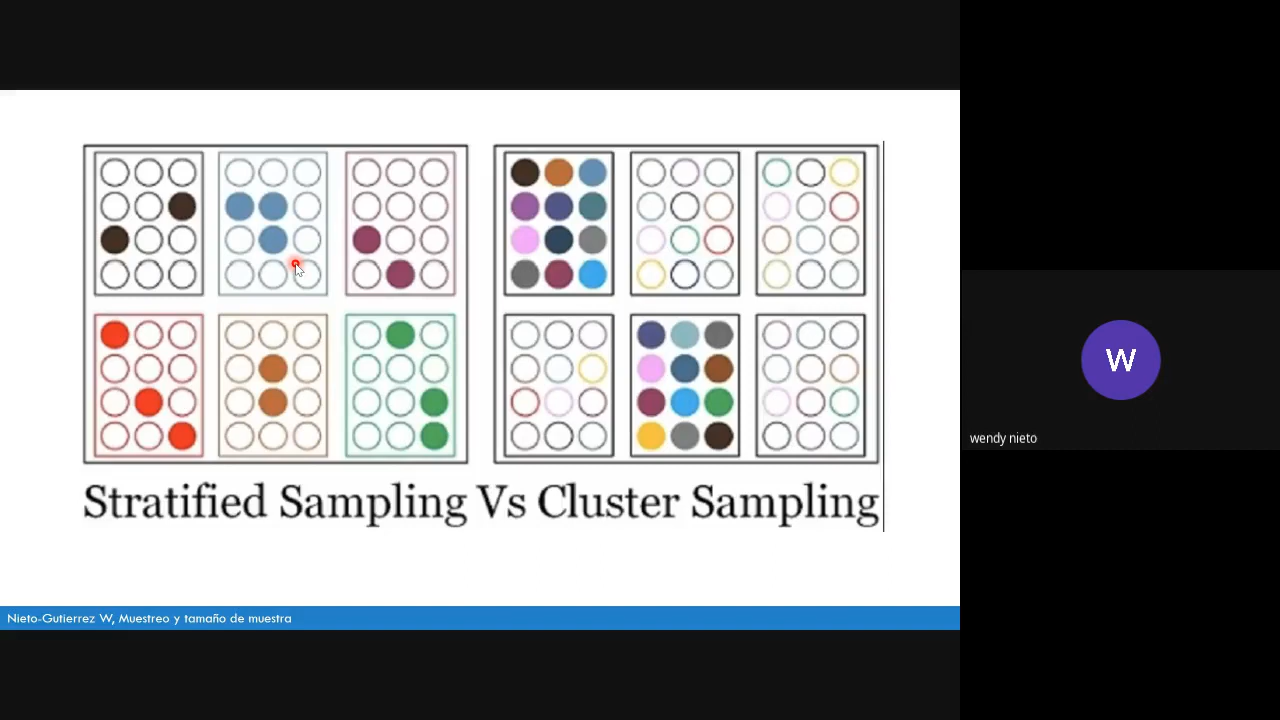 Stratified Sampling Vs Cluster Sampling
Nieto-Gutierrez W, Muestreo y tamaño de muestra
W
wendy nieto